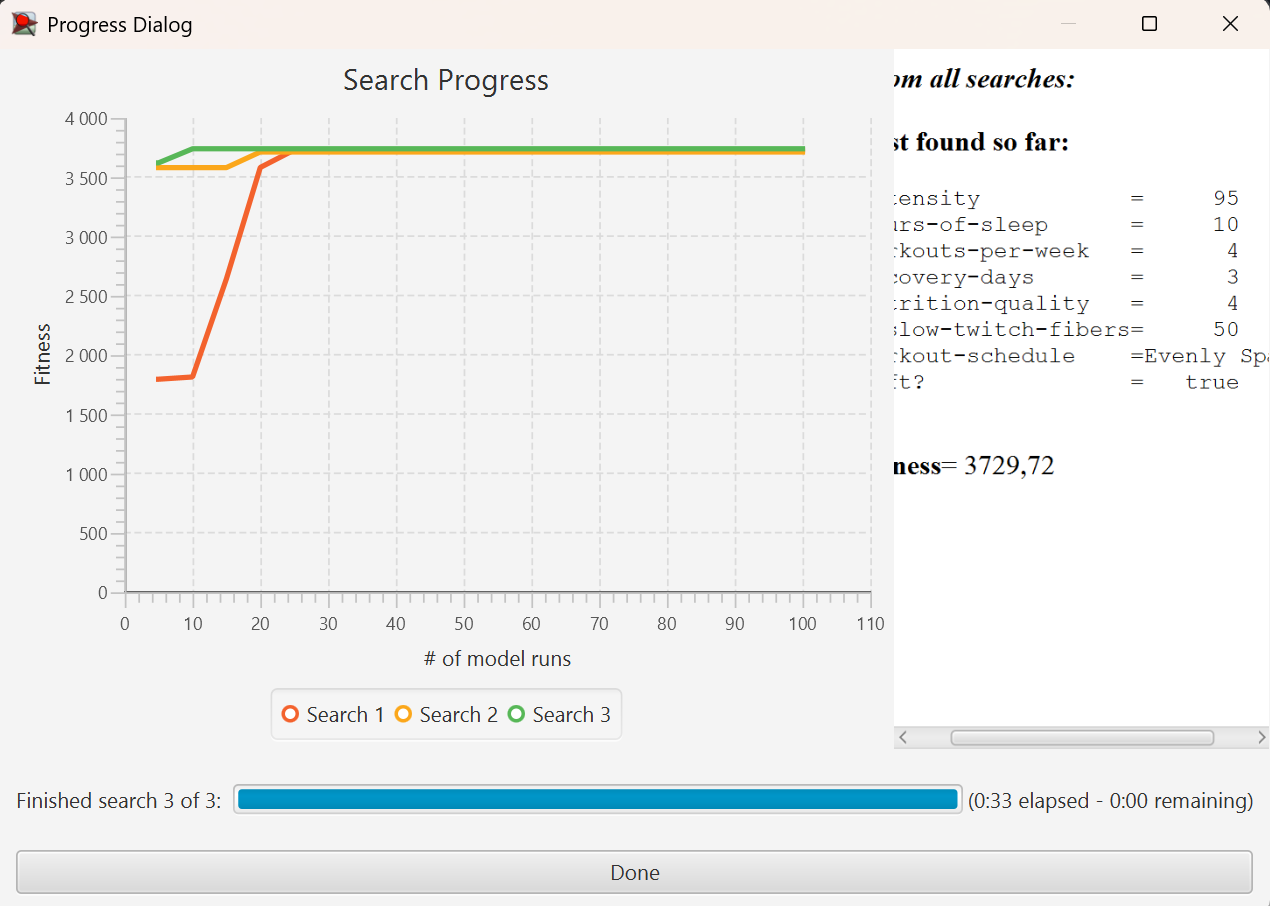 Progress Dialog
Search Progress
4 000
3 500
3 000
2 500
2 000
1 500
1 000
500
0
Fitness
0 10 20 30 40 50 60 70 80 90 100 110
# of model runs
Search 1 Search 2 Search 3
om all searches:
st found so far:
tensity = 95
urs-of-sleep = 10
rkouts-per-week = 4
covery-days = 3
trition-quality = 4
slow-twitch-fibers= 50
rkout-schedule =Evenly Spa
ft? = true
ness= 3729,72
Finished search 3 of 3:
(0:33 elapsed - 0:00 remaining)
Done